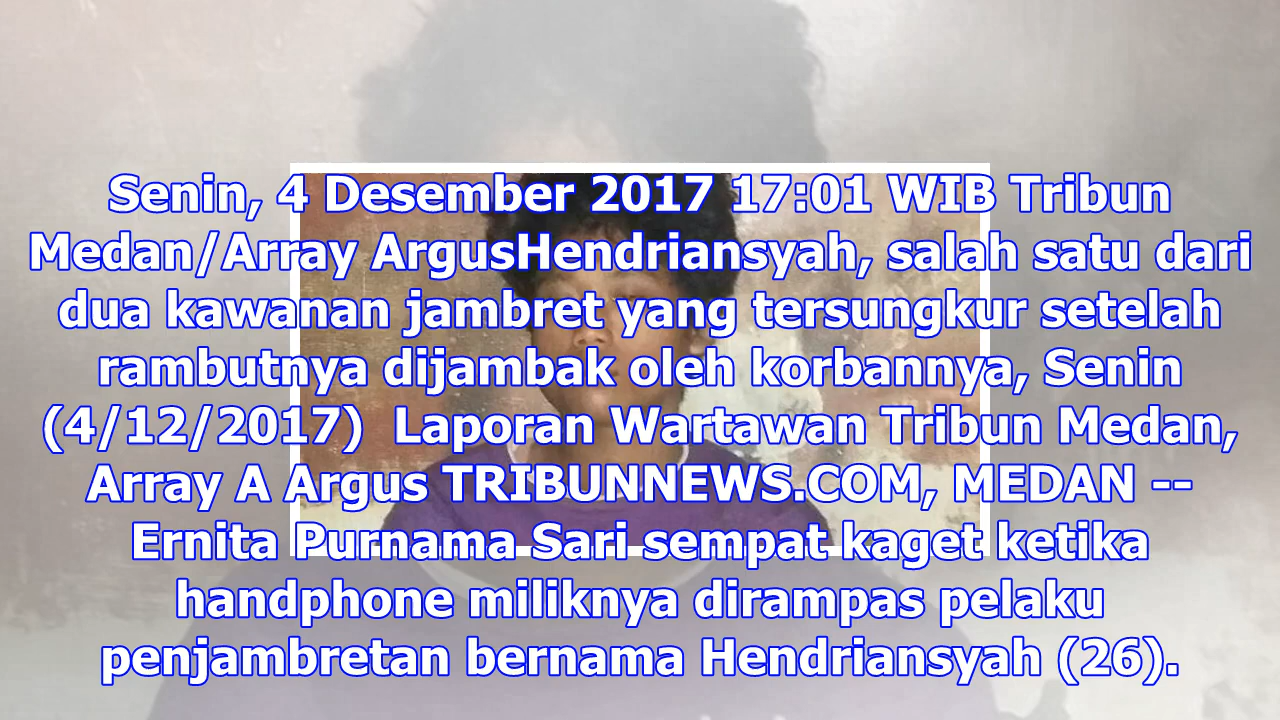 Senin, 4 Desember 2017 17:01 WIB Tribun
Medan/Array ArgusHendriansyah, salah satu dari
dua kawanan jambret yang tersungkur setelah
rambutnya dijambak oleh korbannya, Senin
(4/12/2017)  Laporan Wartawan Tribun Medan,
Array A Argus TRIBUNNEWS.COM, MEDAN --
Ernita Purnama Sari sempat kaget ketika
handphone miliknya dirampas pelaku
penjambretan bernama Hendriansyah (26).